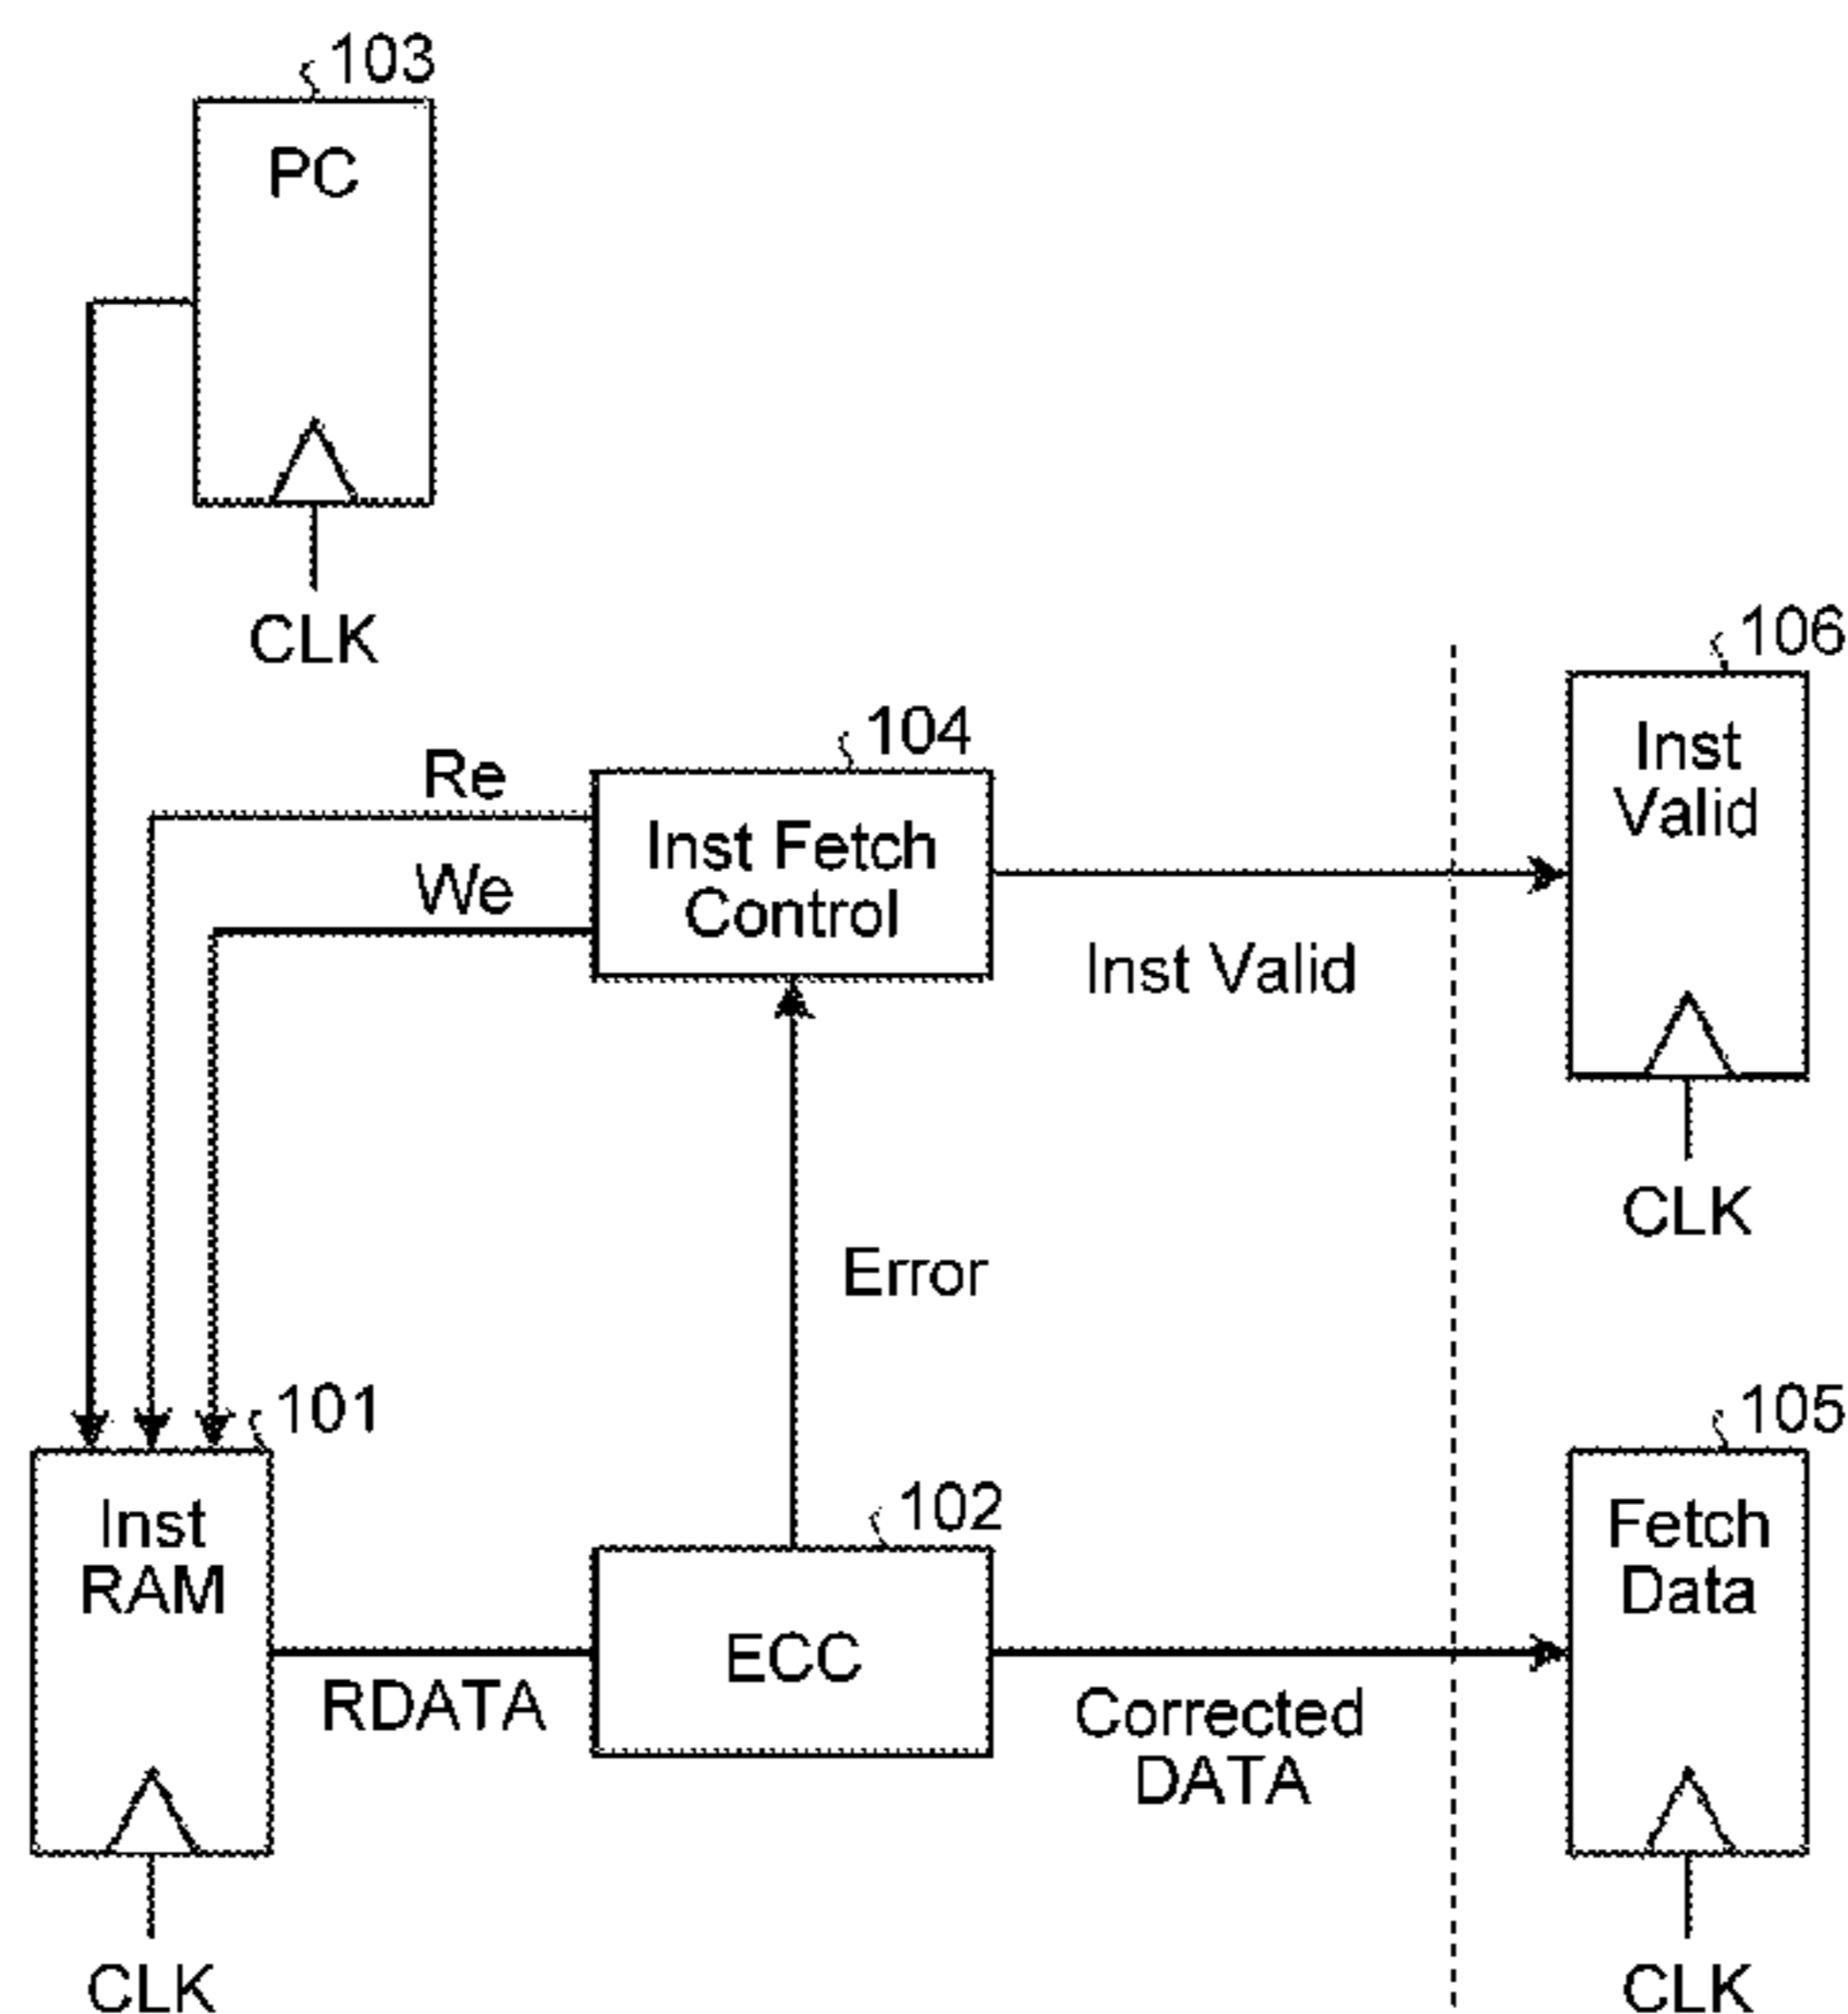 103
PC
CLK
106
Inst
Valid
104
Re
Inst Fetch
Control
We
Inst Valid
CLK
Error
101
105
Inst
RAM
102
Fetch
Data
ECC
RDATA
Corrected
DATA
CLK
CLK